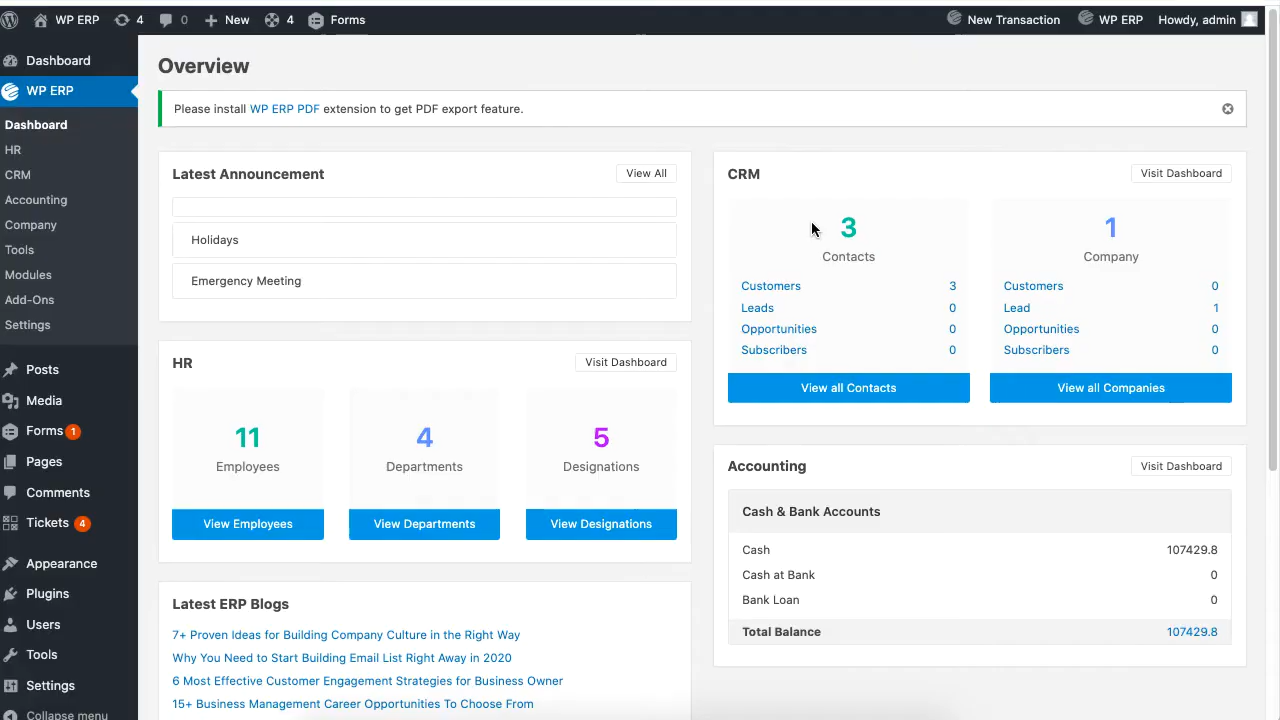 WP ERP 4 0 New 4 Forms New Transaction WP ERP Howdy, admin
Dashboard
WP ERP
Dashboard
HR
CRM
Accounting
Company
Tools
Modules
Add-Ons
Settings
Posts
Media
Forms 1
Pages
Comments
Tickets 4
Appearance
Plugins
Users
Tools
Settings
Collapse menu
Overview
Please install WP ERP PDF extension to get PDF export feature.
Latest Announcement View All
Holidays
Emergency Meeting
HR Visit Dashboard
11 4 5
Employees Departments Designations
View Employees View Departments View Designations
Latest ERP Blogs
7+ Proven Ideas for Building Company Culture in the Right Way
Why You Need to Start Building Email List Right Away in 2020
6 Most Effective Customer Engagement Strategies for Business Owner
15+ Business Management Career Opportunities To Choose From
CRM Visit Dashboard
3
Contacts
Customers 3
Leads 0
Opportunities 0
Subscribers 0
View all Contacts
1
Company
Customers 0
Lead 1
Opportunities 0
Subscribers 0
View all Companies
Accounting Visit Dashboard
Cash & Bank Accounts
Cash 107429.8
Cash at Bank 0
Bank Loan 0
Total Balance 107429.8